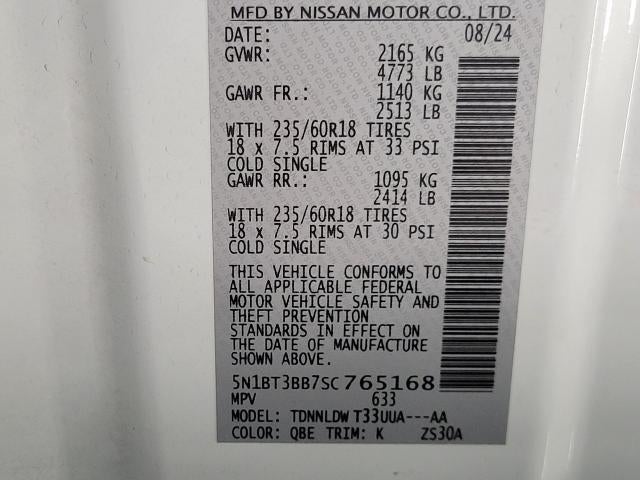 MFD BY NISSAN MOTOR CO., LTD.
DATE: 08/24
GVWR: 2165 KG
4773 LB
GAWR FR.: 1140 KG
2513 LB
WITH 235/60R18 TIRES
18 x 7.5 RIMS AT 33 PSI
COLD SINGLE
GAWR RR.: 1095 KG
2414 LB
WITH 235/60R18 TIRES
18 x 7.5 RIMS AT 30 PSI
COLD SINGLE
THIS VEHICLE CONFORMS TO
ALL APPLICABLE FEDERAL
MOTOR VEHICLE SAFETY AND
THEFT PREVENTION
STANDARDS IN EFFECT ON
THE DATE OF MANUFACTURE
SHOWN ABOVE.
5N1BT3BB7SC765168
MPV 633
MODEL: TDNNLDW T33UUA---AA
COLOR: QBE TRIM: K ZS30A